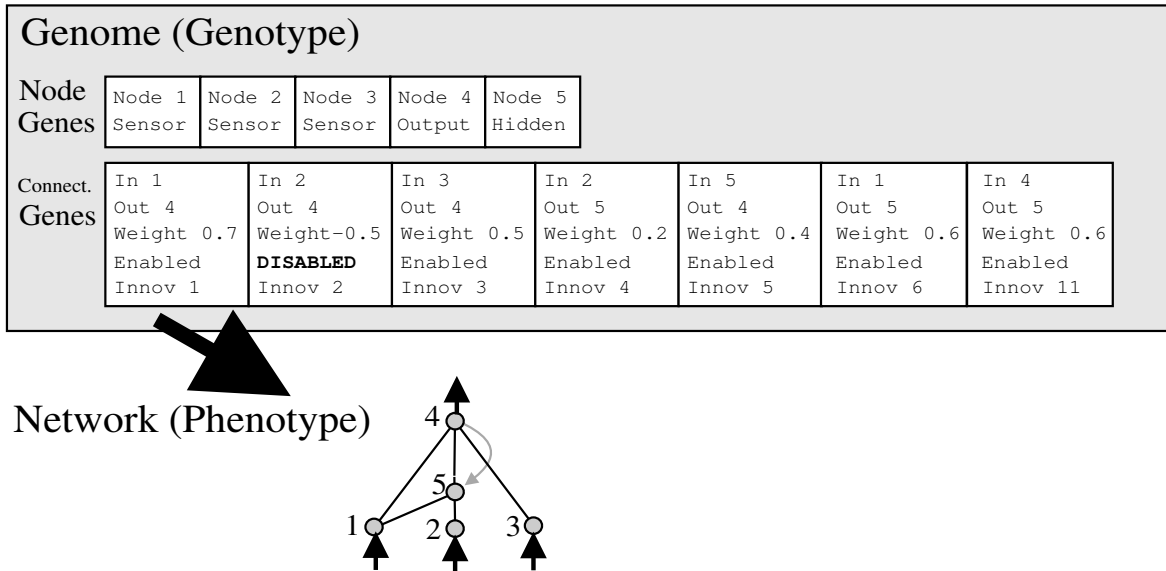 Genome (Genotype)
Node Genes
Node 1 Node 2 Node 3 Node 4 Node 5
Sensor Sensor Sensor Output Hidden
Connect. Genes
In 1 In 2 In 3 In 2 In 5 In 1 In 4
Out 4 Out 4 Out 4 Out 5 Out 4 Out 5 Out 5
Weight 0.7 Weight-0.5 Weight 0.5 Weight 0.2 Weight 0.4 Weight 0.6 Weight 0.6
Enabled DISABLED Enabled Enabled Enabled Enabled Enabled
Innov 1 Innov 2 Innov 3 Innov 4 Innov 5 Innov 6 Innov 11
Network (Phenotype)
4
5
1 2 3